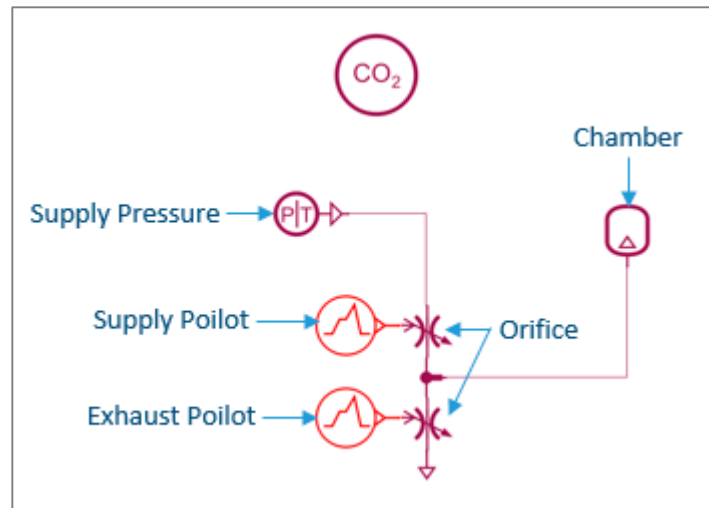 CO₂
Chamber
Supply Pressure
P|T
Supply Poilot
Orifice
Exhaust Poilot